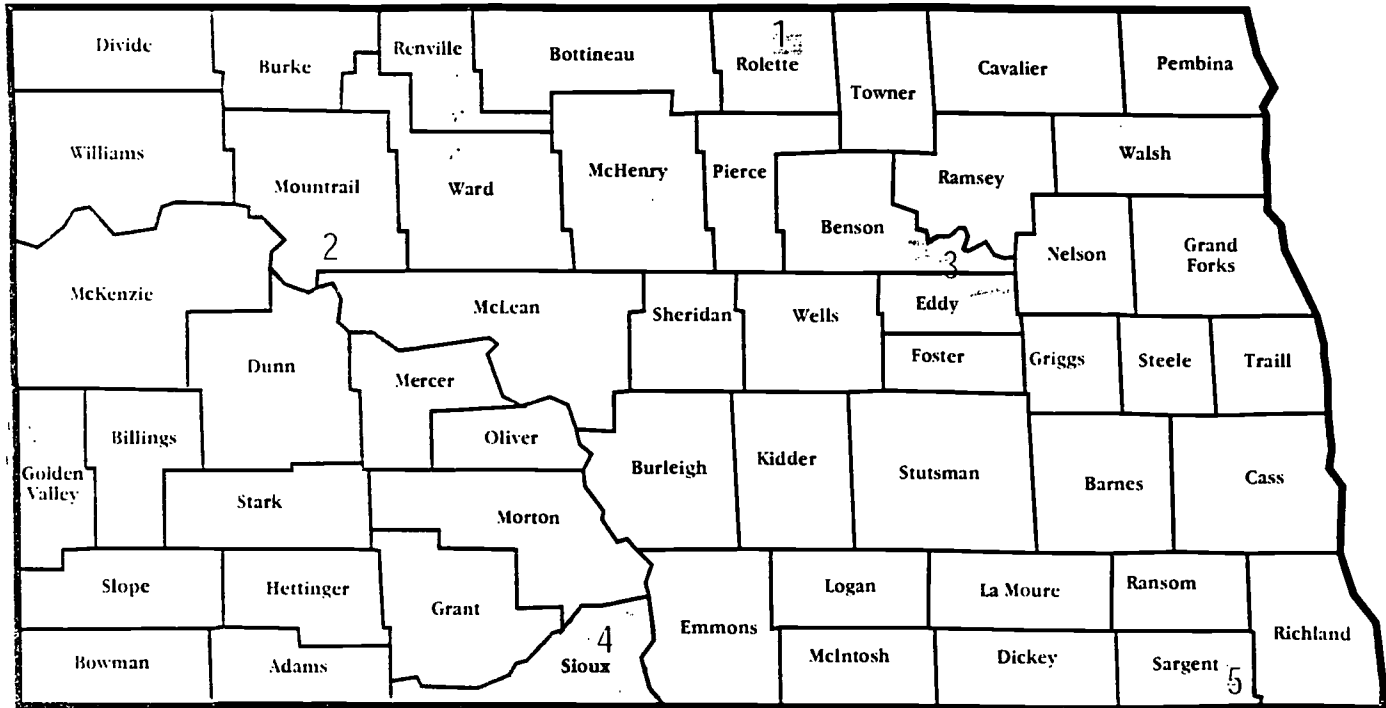 Divide
Burke
Renville
Bottineau
1
Rolette
Towner
Cavalier
Pembina
Williams
Mountrail
Ward
McHenry
Pierce
Benson
Ramsey
Walsh
Nelson
Grand
Forks
McKenzie
2
3
McLean
Sheridan
Wells
Eddy
Foster
Griggs
Steele
Traill
Dunn
Mercer
Oliver
Golden
Valley
Billings
Stark
Morton
Burleigh
Kidder
Stutsman
Barnes
Cass
Slope
Hettinger
Grant
Emmons
Logan
La Moure
Ransom
Richland
Bowman
Adams
4
Sioux
McIntosh
Dickey
Sargent
5